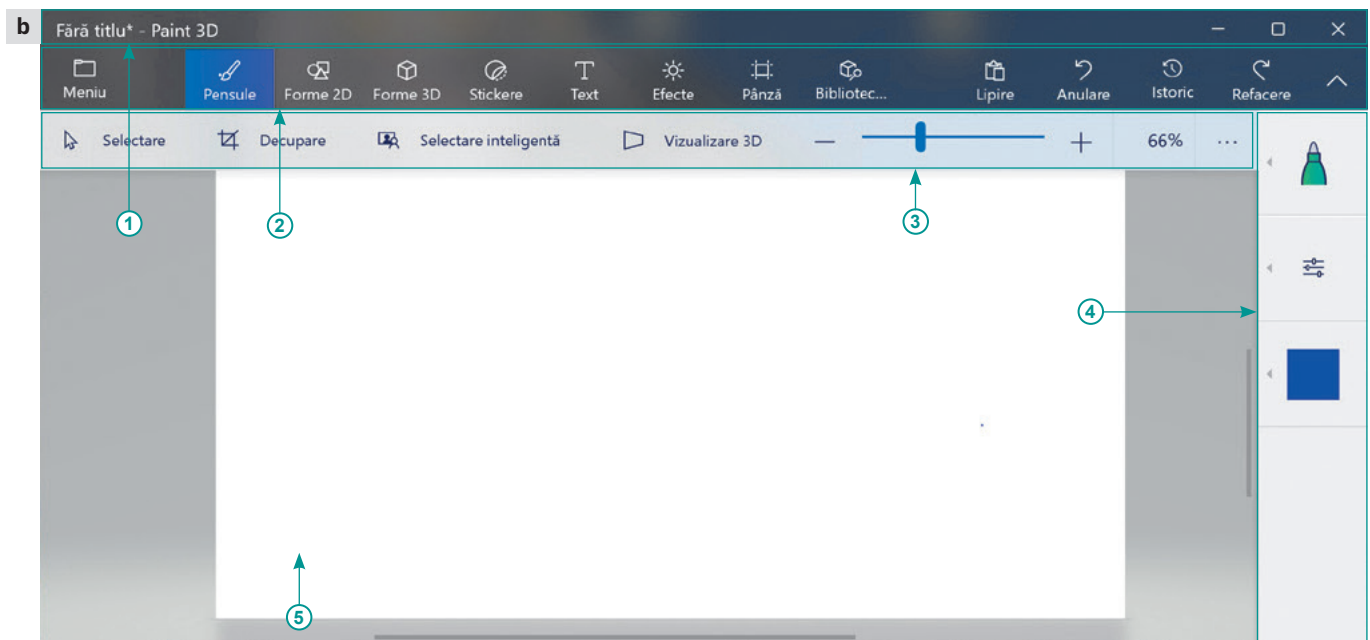 b
Fără titlu* - Paint 3D
Meniu Pensule Forme 2D Forme 3D Stickere Text Efecte Pânză Bibliotec... Lipire Anulare Istoric Refacere
Selectare Decupare Selectare inteligentă Vizualizare 3D 66% ...
1 2 3
4
5